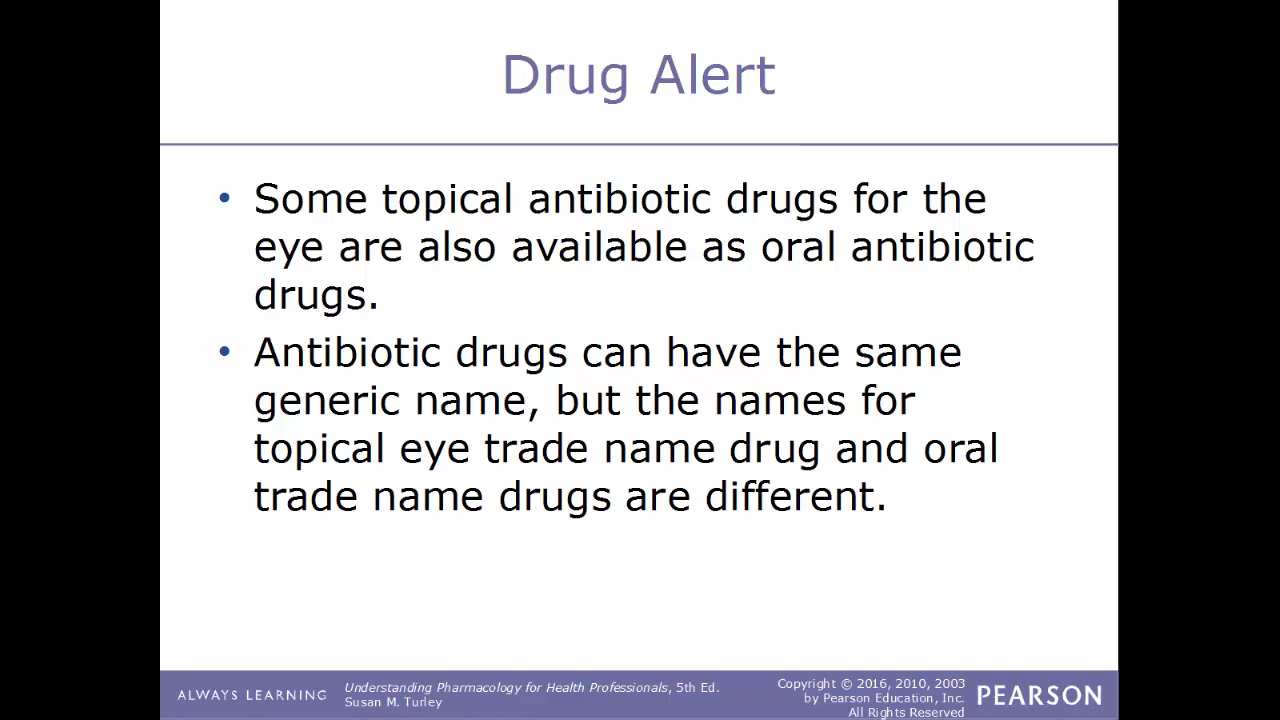 Drug Alert
• Some topical antibiotic drugs for the
eye are also available as oral antibiotic
drugs.
• Antibiotic drugs can have the same
generic name, but the names for
topical eye trade name drug and oral
trade name drugs are different.
ALWAYS LEARNING
Understanding Pharmacology for Health Professionals, 5th Ed.
Susan M. Turley
Copyright © 2016, 2010, 2003
by Pearson Education, Inc.
All Rights Reserved
PEARSON